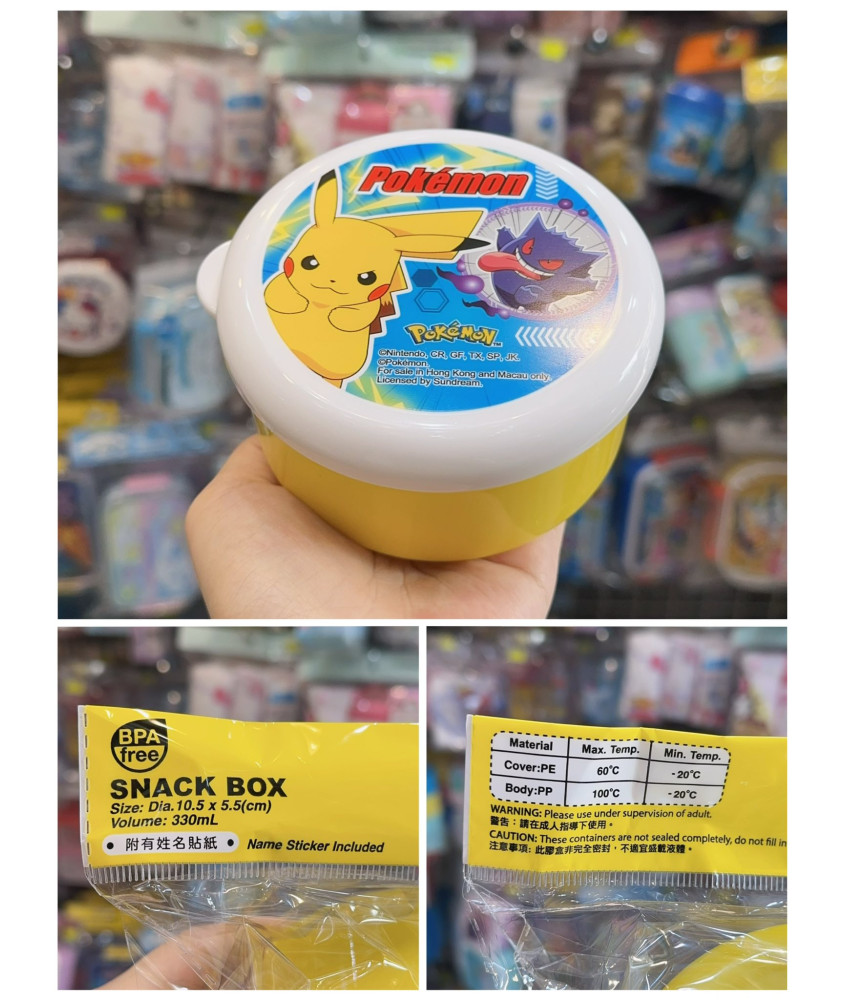 Pokémon
POKÉMON™
©Nintendo, CR, GF, TX, SP, JK.
©Pokémon.
For sale in Hong Kong and Macau only.
Licensed by Sundream.
BPA
free
SNACK BOX
Size: Dia.10.5 x 5.5(cm)
Volume: 330mL
• 附有姓名貼紙 • Name Sticker Included
Material Max. Temp. Min. Temp.
Cover:PE 60°C -20°C
Body:PP 100°C -20°C
WARNING: Please use under supervision of adult.
警告：請在成人指導下使用。
CAUTION: These containers are not sealed completely, do not fill in
注意事項: 此膠盒非完全密封，不適宜盛載液體。